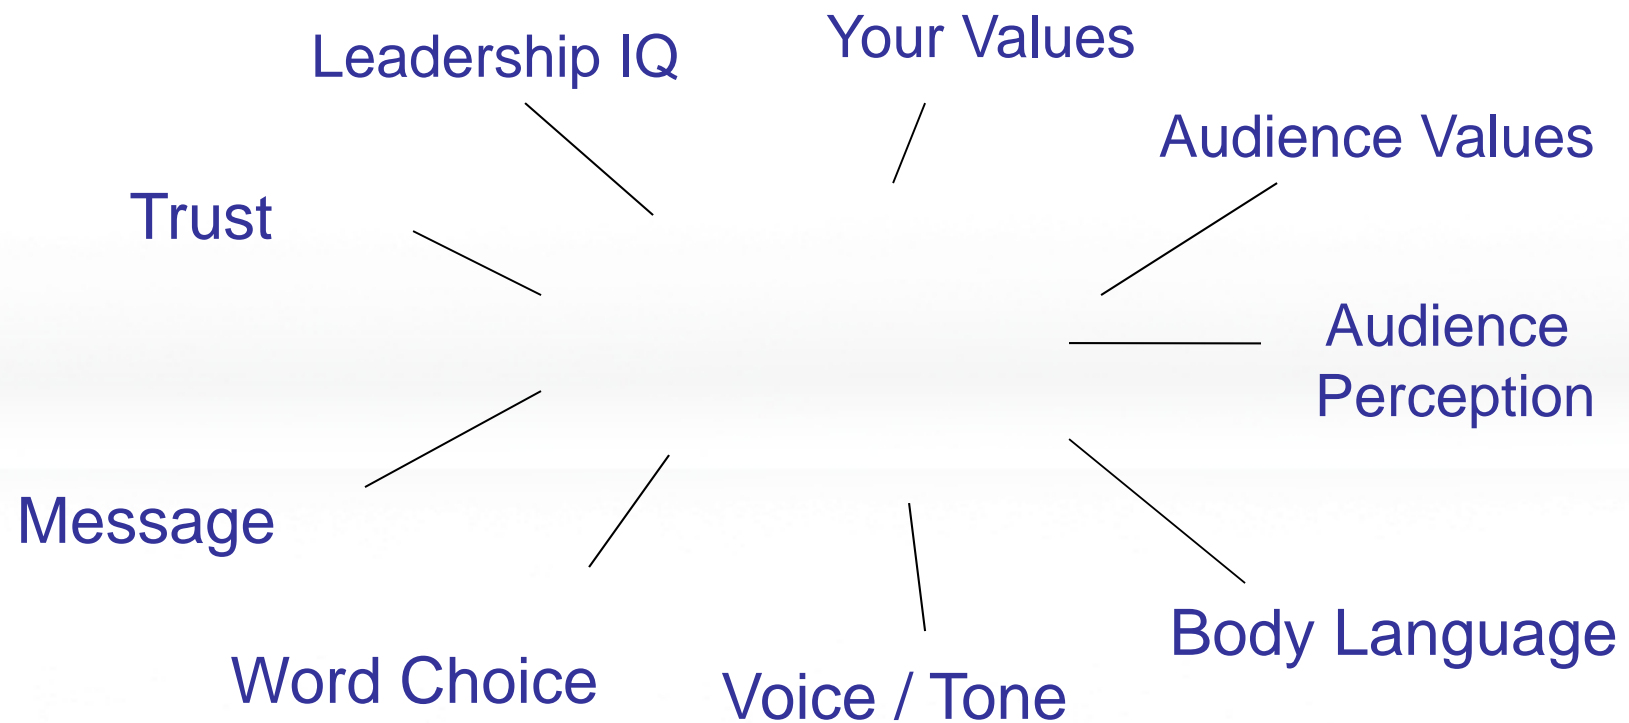 Leadership IQ
Your Values
Audience Values
Trust
Audience
Perception
Message
Body Language
Word Choice
Voice / Tone